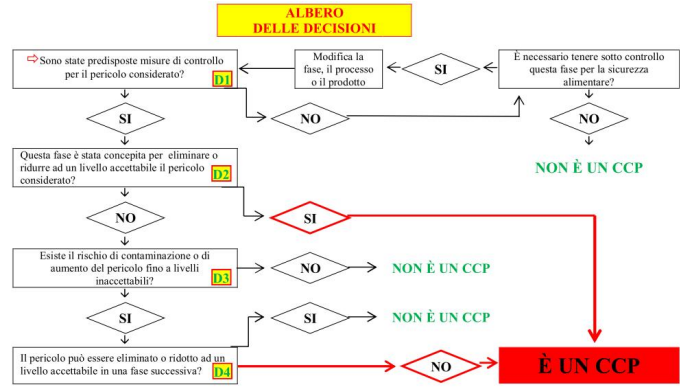 ALBERO
DELLE DECISIONI
⇨Sono state predisposte misure di controllo
per il pericolo considerato?
D1
Modifica la
fase, il processo
o il prodotto
SI
È necessario tenere sotto controllo
questa fase per la sicurezza
alimentare?
SI
NO
NO
NON È UN CCP
Questa fase è stata concepita per eliminare o
ridurre ad un livello accettabile il pericolo
considerato?
D2
NO
SI
Esiste il rischio di contaminazione o di
aumento del pericolo fino a livelli
inaccettabili?
D3
NO
NON È UN CCP
SI
SI
NON È UN CCP
Il pericolo può essere eliminato o ridotto ad un
livello accettabile in una fase successiva?
D4
NO
È UN CCP